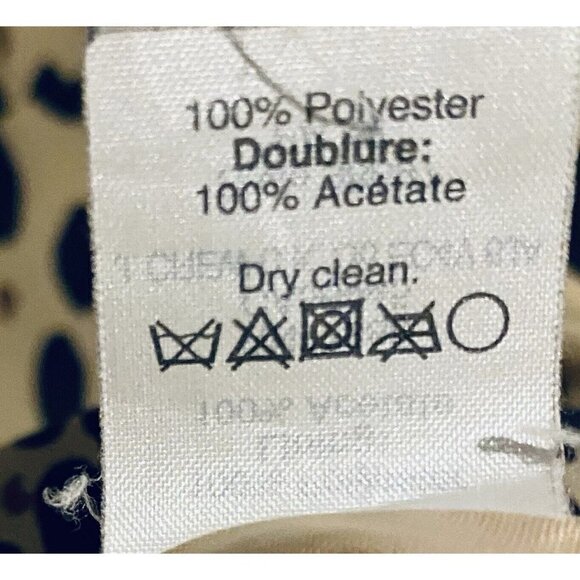 100% Polyester
Doublure:
100% Acétate
Dry clean.